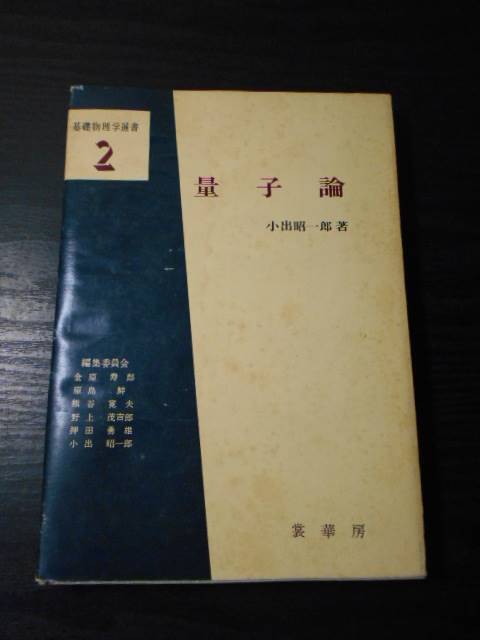 基礎物理学選書
2
量子論
小出昭一郎著
編集委員会
金原寿郎
原島鮮
熊谷寛夫
野上茂吉郎
押田勇雄
小出昭一郎
裳華房